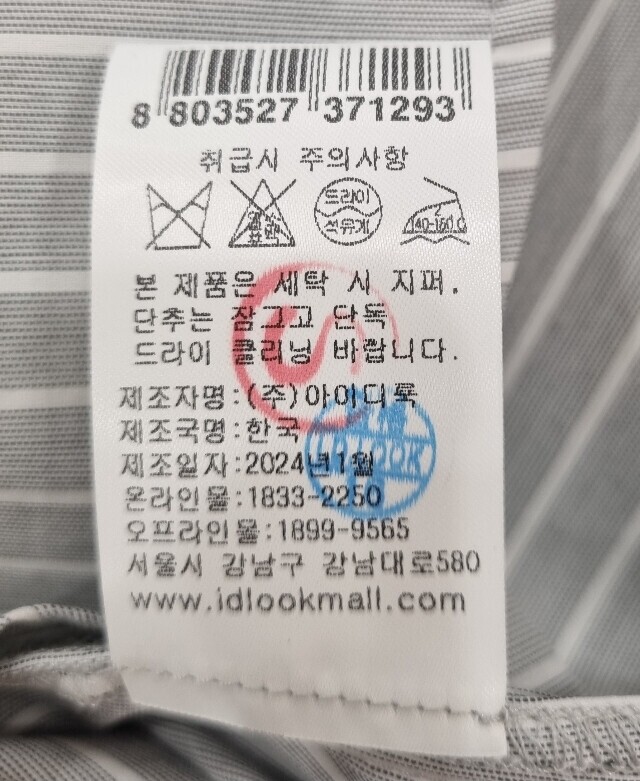 8 803527 371293
취급시 주의사항
드라이
석유계
140-160℃
본 제품은 세탁 시 지퍼,
단추는 잠그고 단독
드라이 클리닝 바랍니다.
제조자명:(주)아이디룩
제조국명:한국
제조일자:2024년1월
온라인몰:1833-2250
오프라인몰:1899-9565
서울시 강남구 강남대로580
www.idlookmall.com